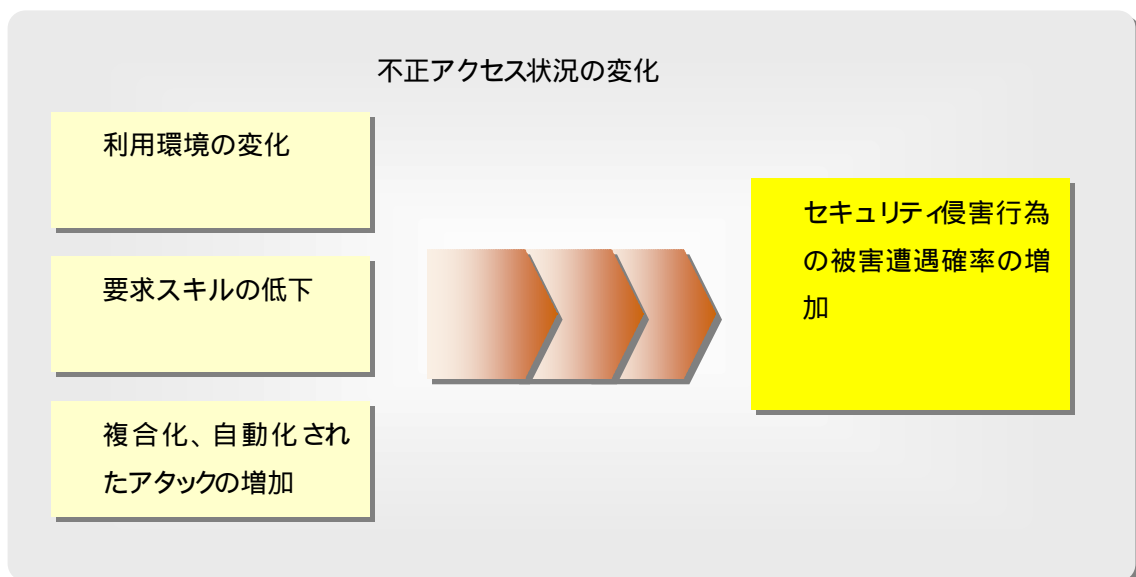 不正アクセス状況の変化
利用環境の変化
要求スキルの低下
複合化、自動化され
たアタックの増加
セキュリティ侵害行為
の被害遭遇確率の増
加